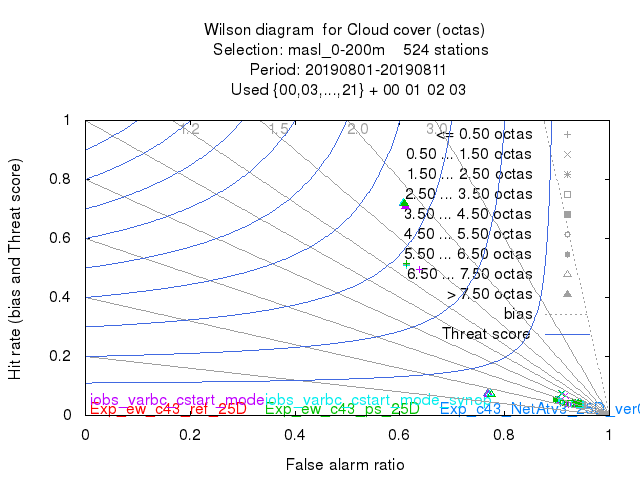 Wilson diagram for Cloud cover (octas)
Selection: masl_0-200m 524 stations
Period: 20190801-20190811
Used {00,03,...,21} + 00 01 02 03
Hit rate (bias and Threat score)
1
0.8
0.6
0.4
0.2
0
1.2 1.5 2.0 3.0
<= 0.50 octas
0.50 ... 1.50 octas
1.50 ... 2.50 octas
2.50 ... 3.50 octas
3.50 ... 4.50 octas
4.50 ... 5.50 octas
5.50 ... 6.50 octas
6.50 ... 7.50 octas
> 7.50 octas
bias
Threat score
jobs_varbc_cstart_mode jobs_varbc_cstart_mode_synop
Exp_ew_c43_ref_25D Exp_ew_c43_ps_25D Exp_c43_NetAtv3_25D_ver0
0 0.2 0.4 0.6 0.8 1
False alarm ratio